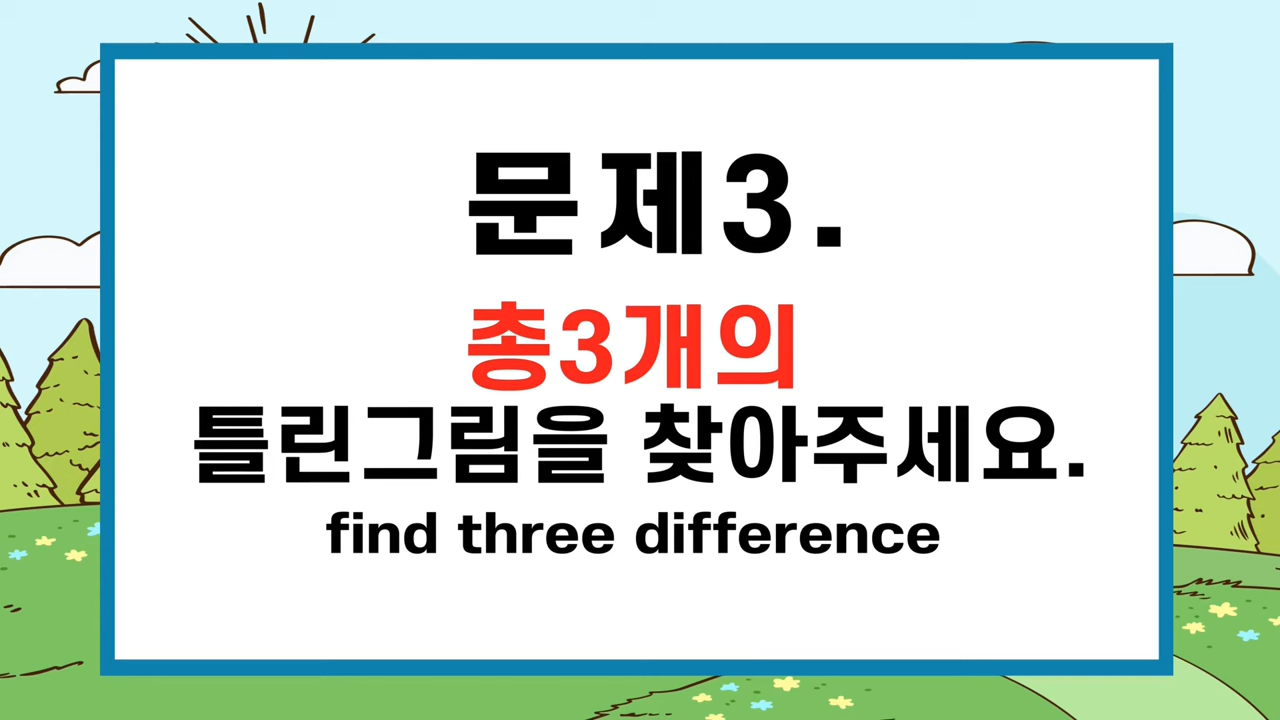 문제3.
총3개의
틀린그림을 찾아주세요.
find three difference